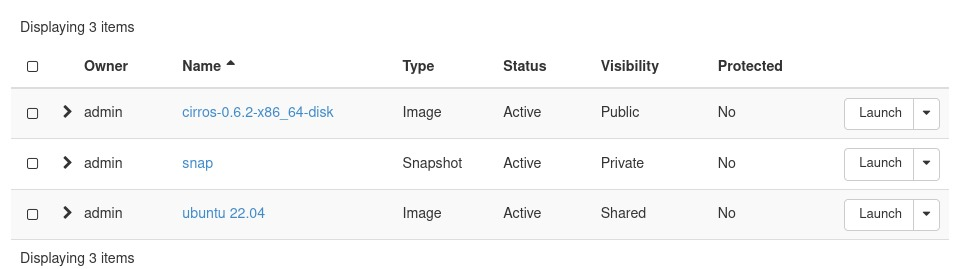 Displaying 3 items
Owner Name Type Status Visibility Protected
admin cirros-0.6.2-x86_64-disk Image Active Public No Launch
admin snap Snapshot Active Private No Launch
admin ubuntu 22.04 Image Active Shared No Launch
Displaying 3 items